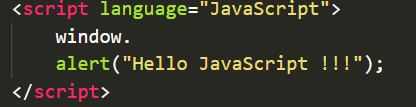 <script language="JavaScript">
    window.
    alert("Hello JavaScript !!!");
</script>